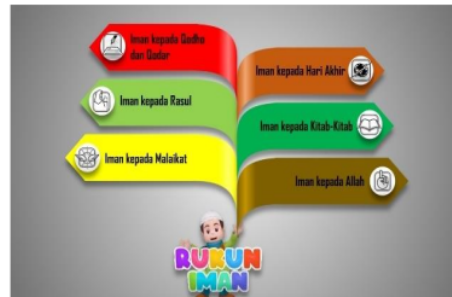 Iman kepada Qadha
dan Qadar
Iman kepada Hari Akhir
Iman kepada Rasul
Iman kepada Kitab-Kitab
Iman kepada Malaikat
Iman kepada Allah
RUKUN
IMAN